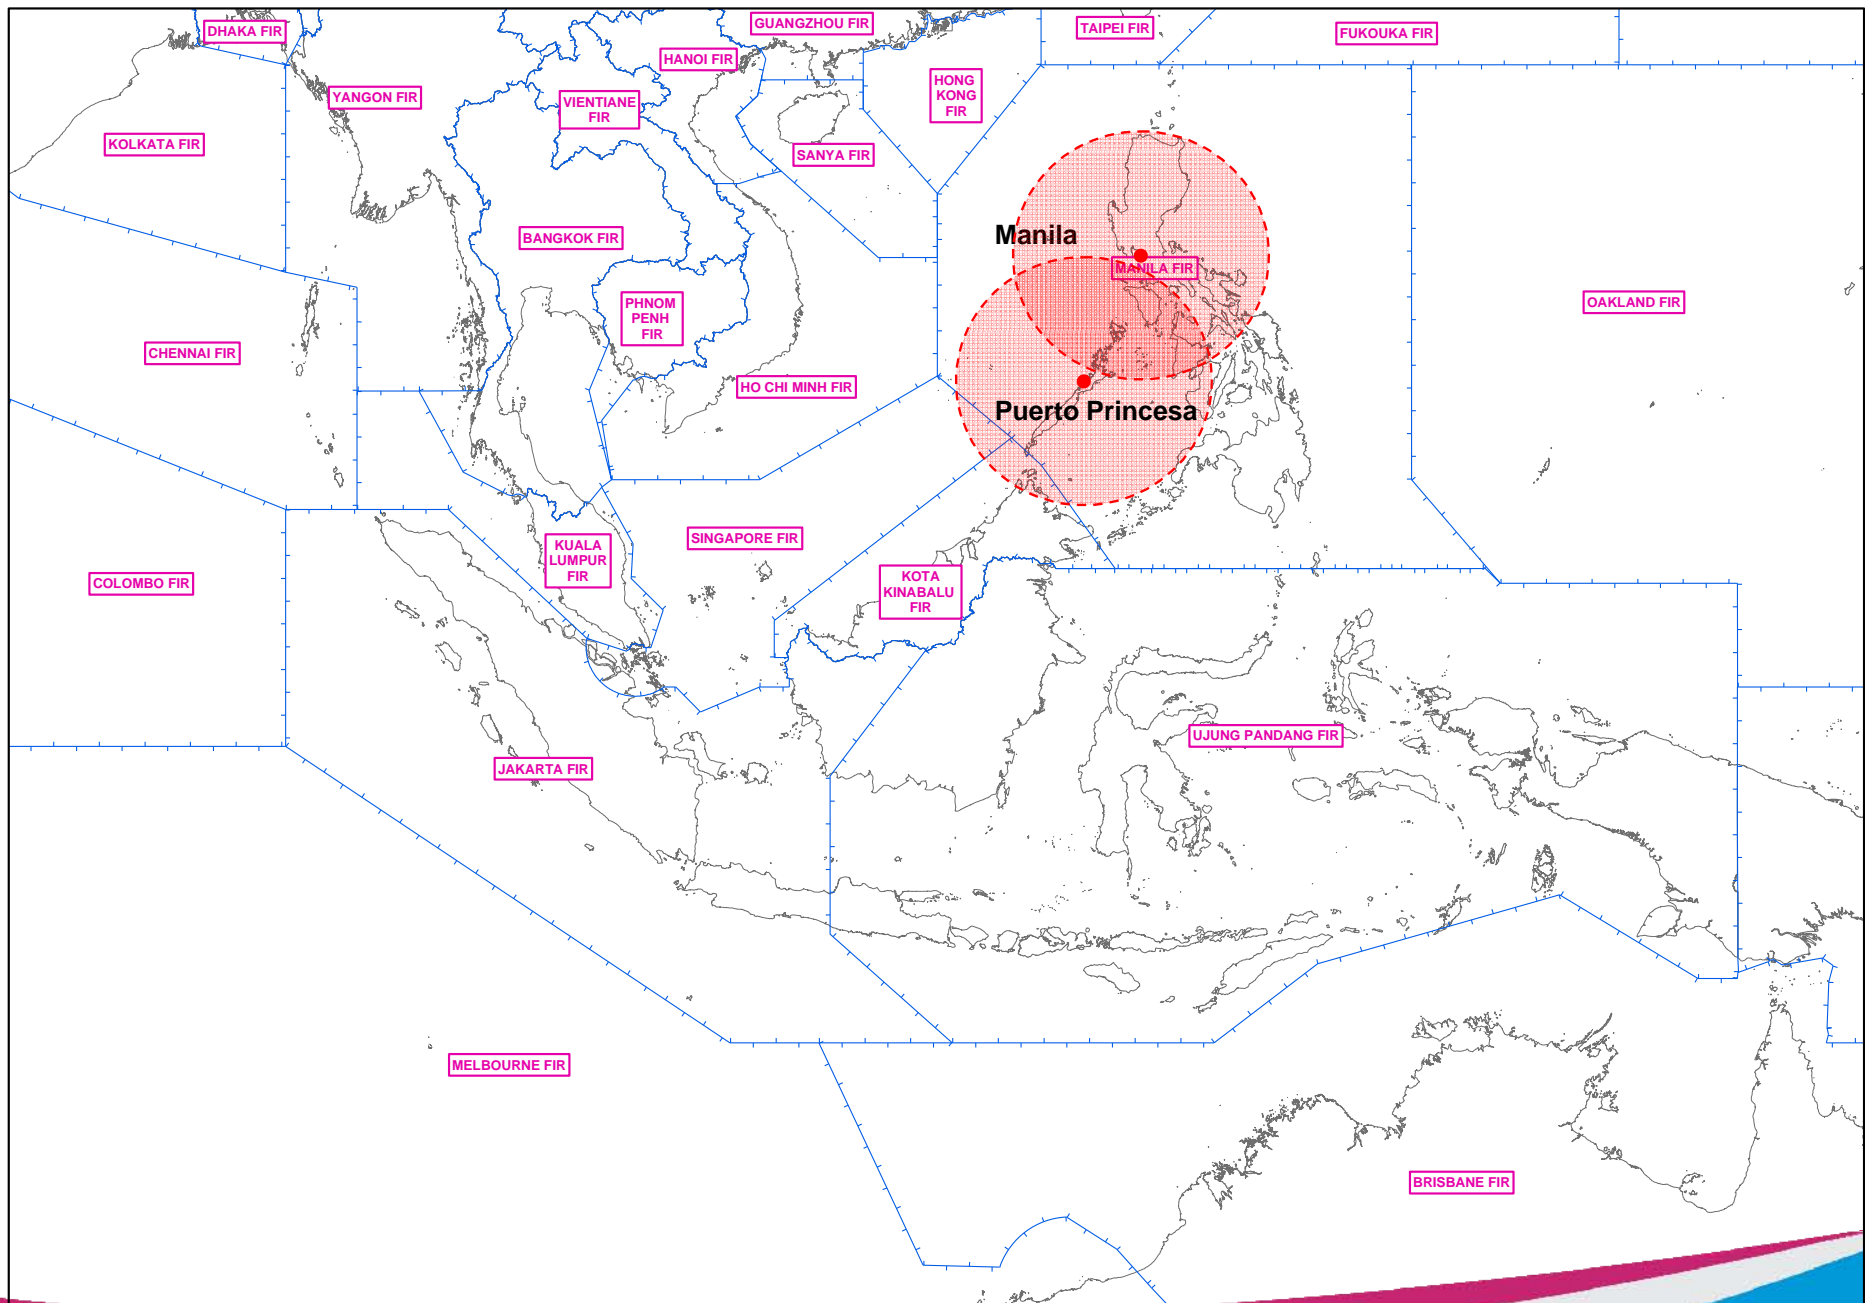 DHAKA FIR
GUANGZHOU FIR
TAIPEI FIR
FUKOUKA FIR
HANOI FIR
YANGON FIR
VIENTIANE
FIR
HONG
KONG
FIR
KOLKATA FIR
SANYA FIR
BANGKOK FIR
Manila
MANILA FIR
PHNOM
PENH
FIR
OAKLAND FIR
CHENNAI FIR
HO CHI MINH FIR
Puerto Princesa
SINGAPORE FIR
KUALA
LUMPUR
FIR
COLOMBO FIR
KOTA
KINABALU
FIR
UJUNG PANDANG FIR
JAKARTA FIR
MELBOURNE FIR
BRISBANE FIR